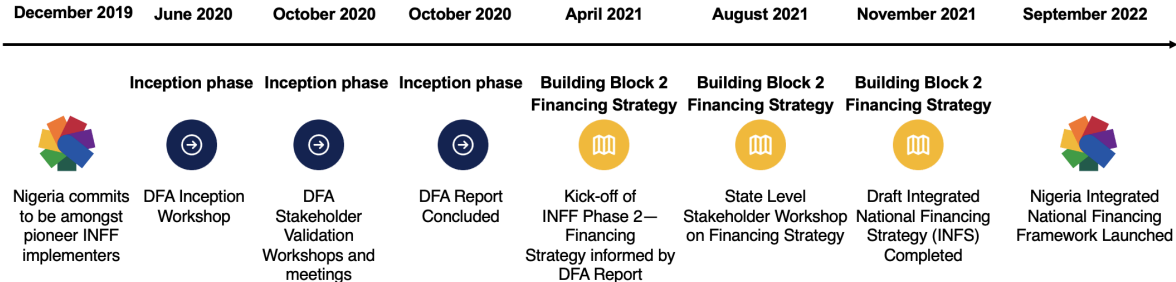 December 2019 June 2020 October 2020 October 2020 April 2021 August 2021 November 2021 September 2022
Inception phase Inception phase Inception phase Building Block 2 Building Block 2 Building Block 2
Financing Strategy Financing Strategy Financing Strategy
Nigeria commits
to be amongst
pioneer INFF
implementers
DFA Inception
Workshop
DFA
Stakeholder
Validation
Workshops and
meetings
DFA Report
Concluded
Kick-off of
INFF Phase 2—
Financing
Strategy informed by
DFA Report
State Level
Stakeholder Workshop
on Financing Strategy
Draft Integrated
National Financing
Strategy (INFS)
Completed
Nigeria Integrated
National Financing
Framework Launched